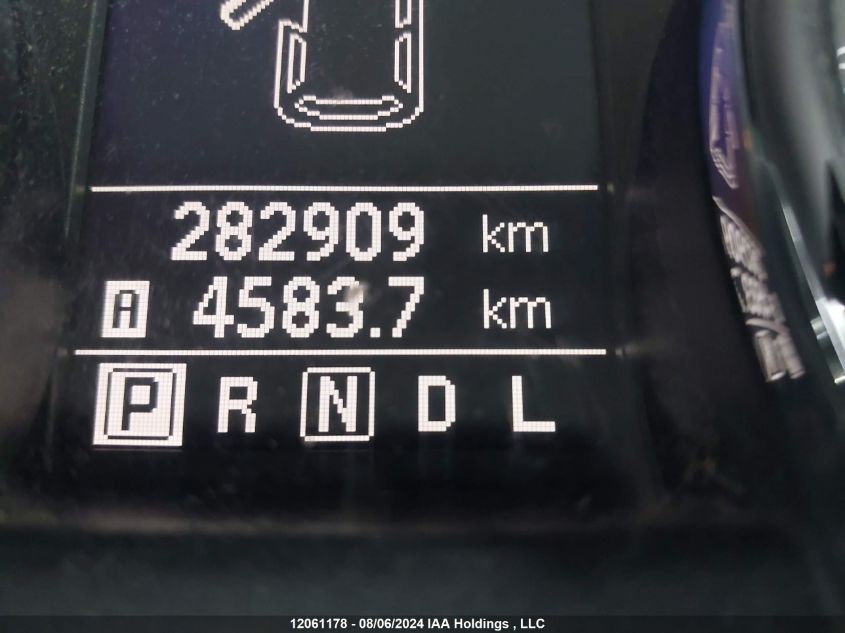 282909 km
A 4583.7 km
P R N D L
12061178 - 08/06/2024 IAA Holdings , LLC